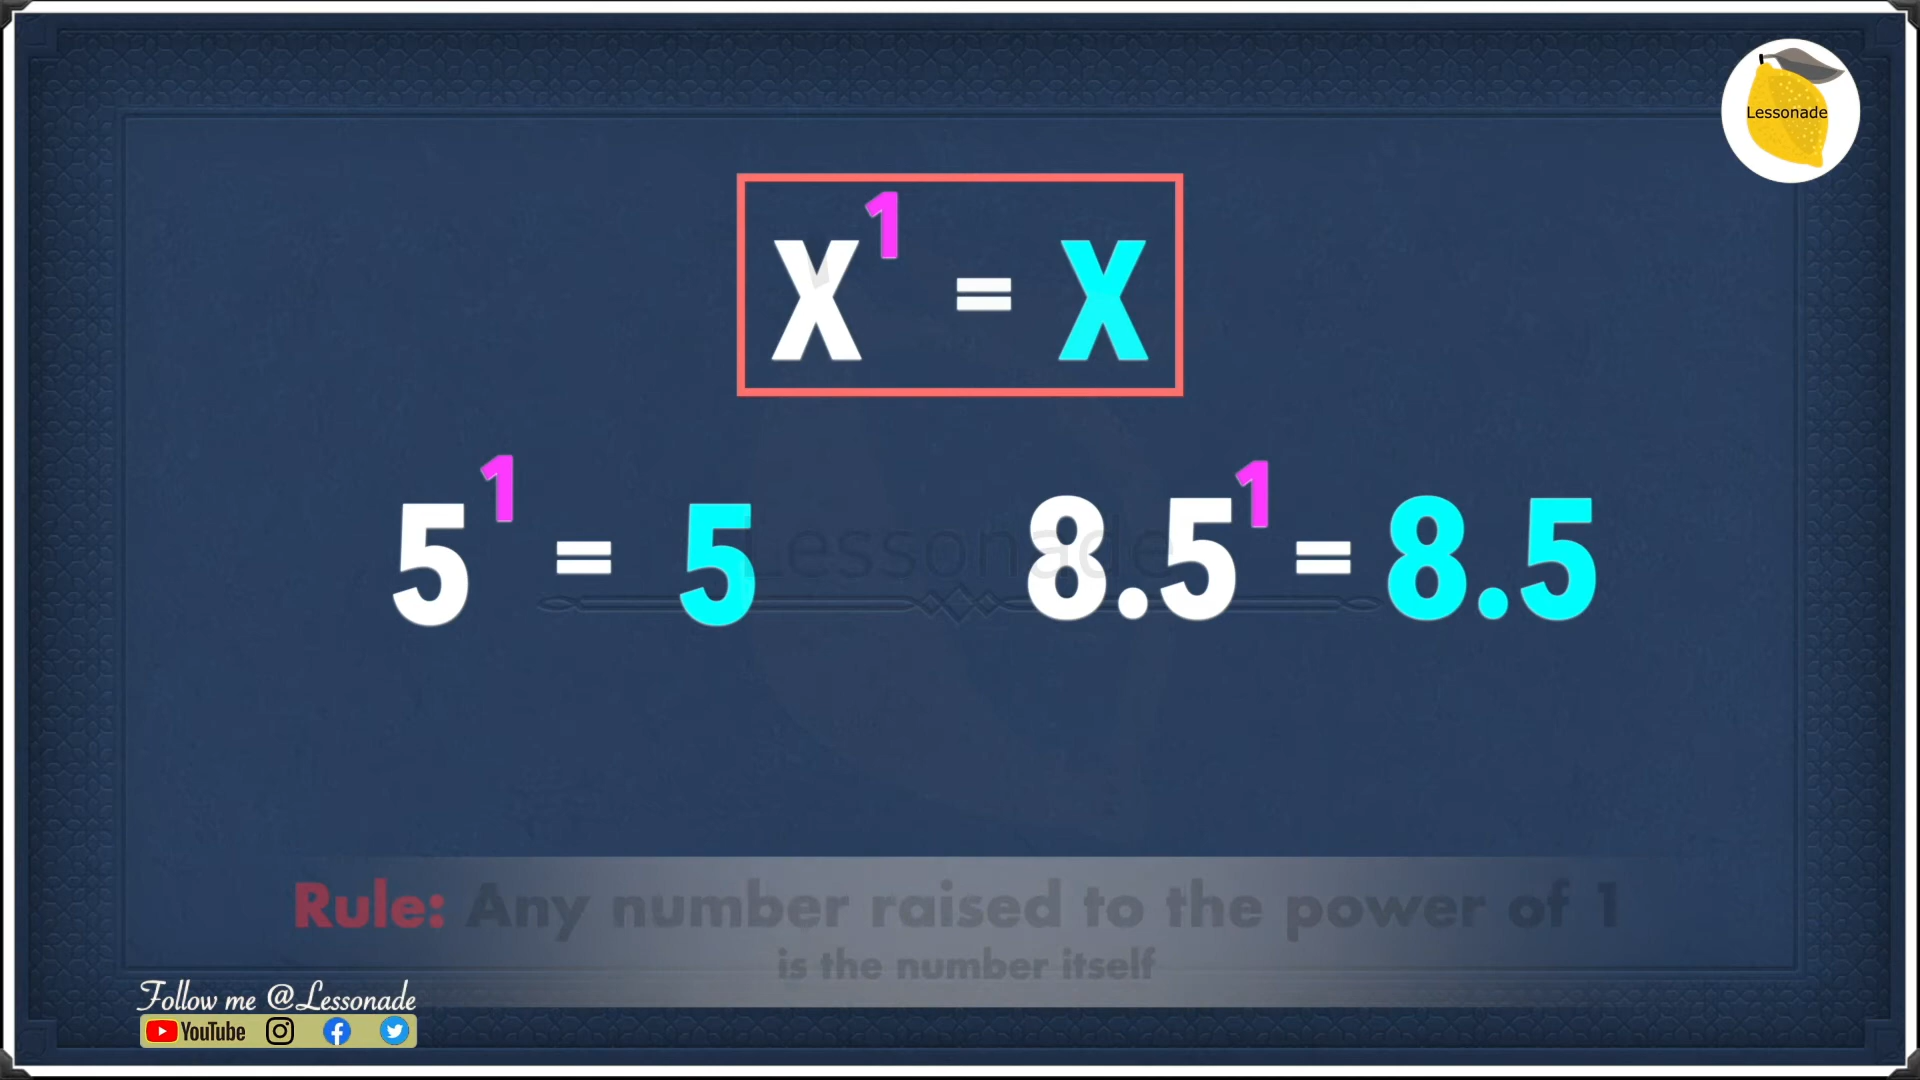 Lessonade
X¹ = X
5¹ = 5
8.5¹ = 8.5
Lessonade
Rule: Any number raised to the power of 1
is the number itself
Follow me @Lessonade
YouTube